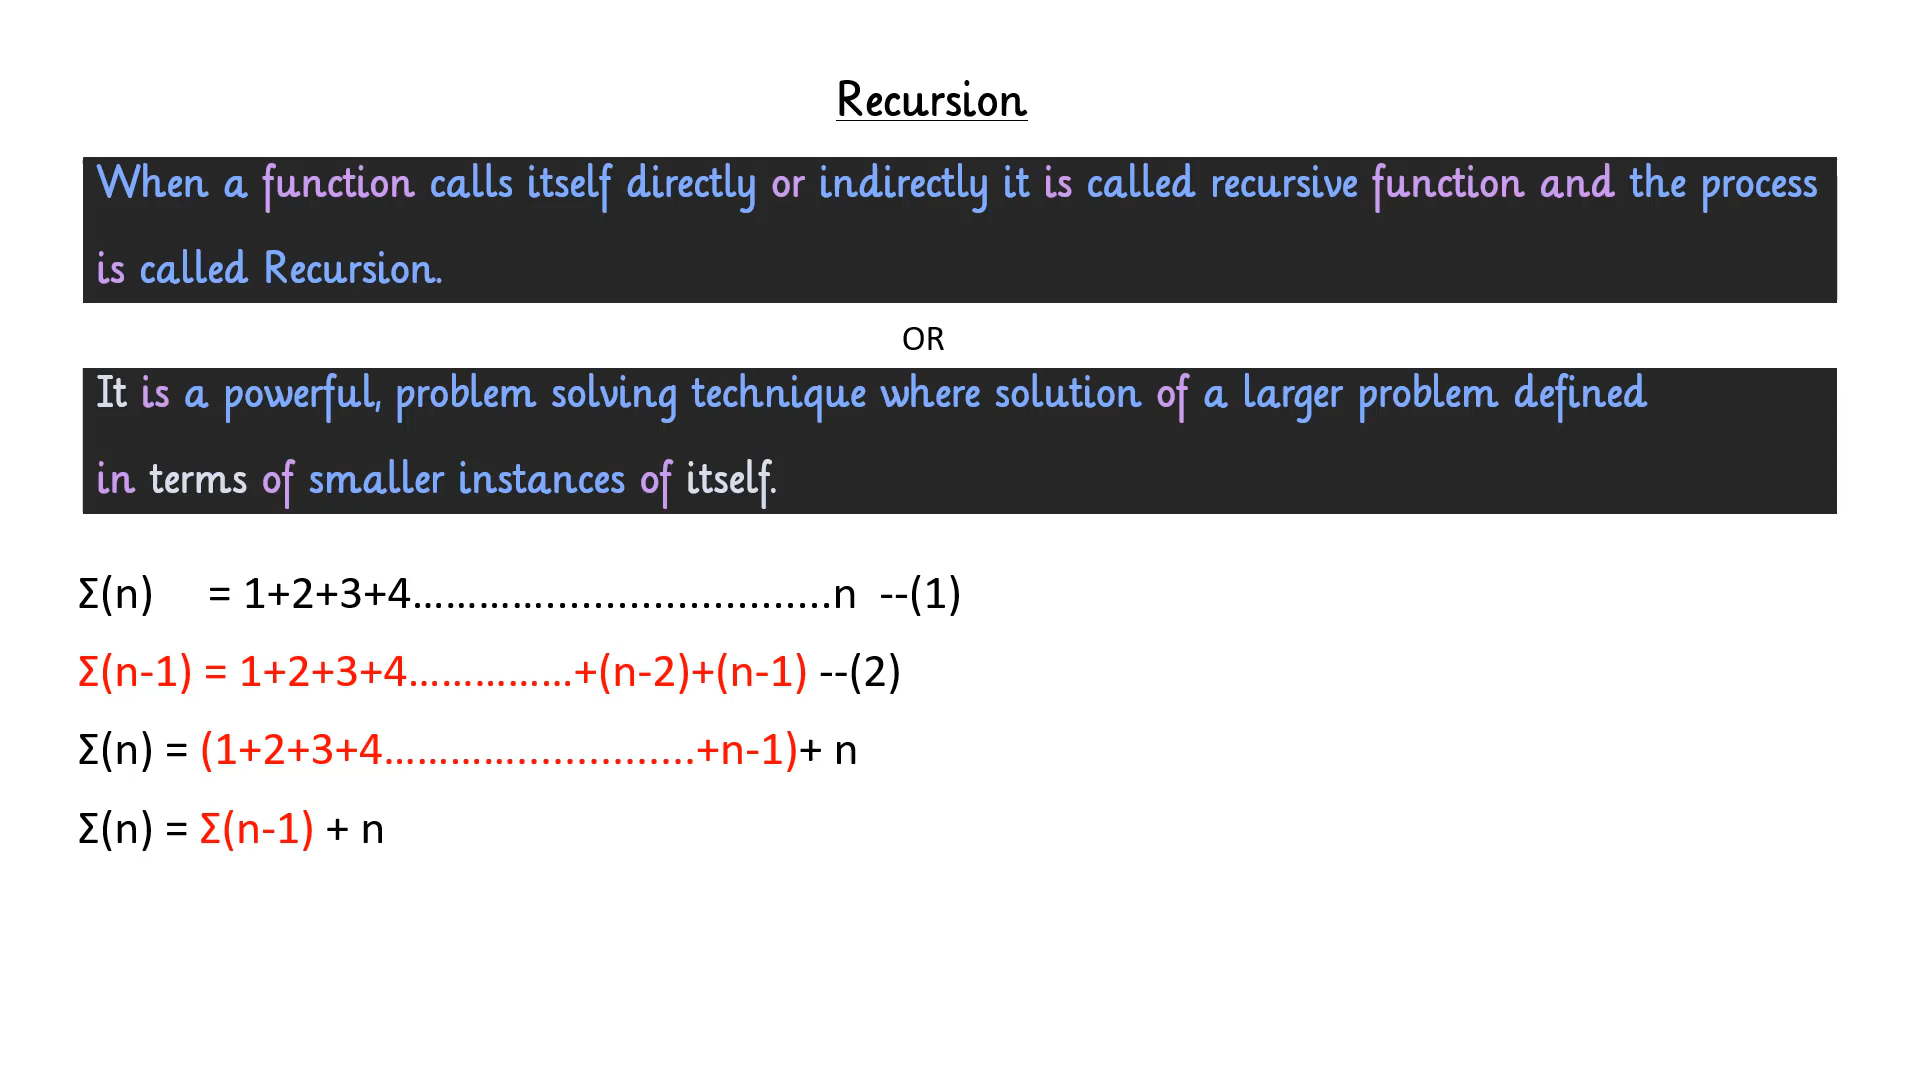 Recursion
When a function calls itself directly or indirectly it is called recursive function and the process
is called Recursion.
OR
It is a powerful, problem solving technique where solution of a larger problem defined
in terms of smaller instances of itself.
Σ(n) = 1+2+3+4.....................................n --(1)
Σ(n-1) = 1+2+3+4...............+(n-2)+(n-1) --(2)
Σ(n) = (1+2+3+4...........................+n-1)+ n
Σ(n) = Σ(n-1) + n